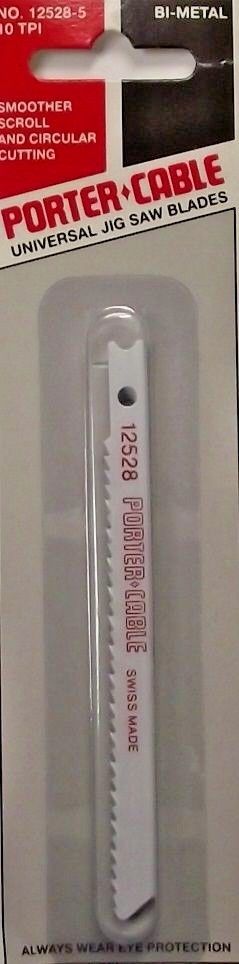 NO. 12528-5
10 TPI
BI-METAL
SMOOTHER
SCROLL
AND CIRCULAR
CUTTING
PORTER CABLE
UNIVERSAL JIG SAW BLADES
12528 PORTER CABLE SWISS MADE
ALWAYS WEAR EYE PROTECTION